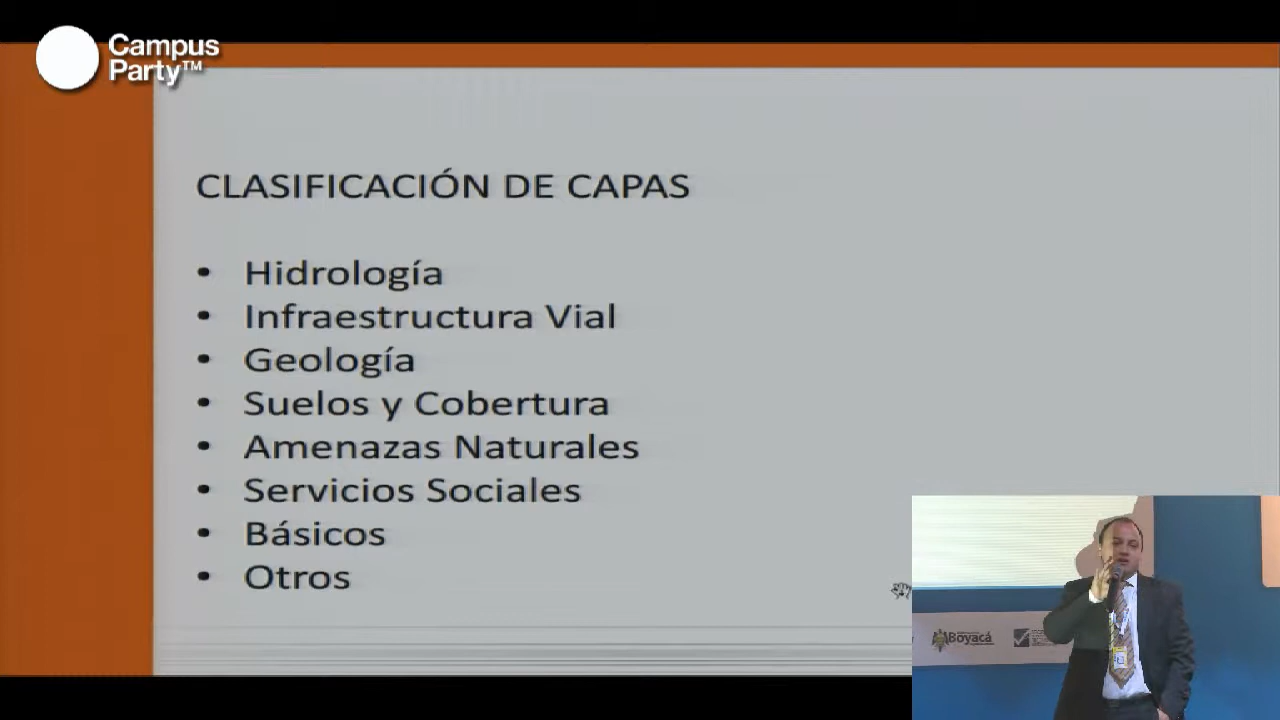 Campus
Party™
CLASIFICACIÓN DE CAPAS
• Hidrología
• Infraestructura Vial
• Geología
• Suelos y Cobertura
• Amenazas Naturales
• Servicios Sociales
• Básicos
• Otros
Boyacá